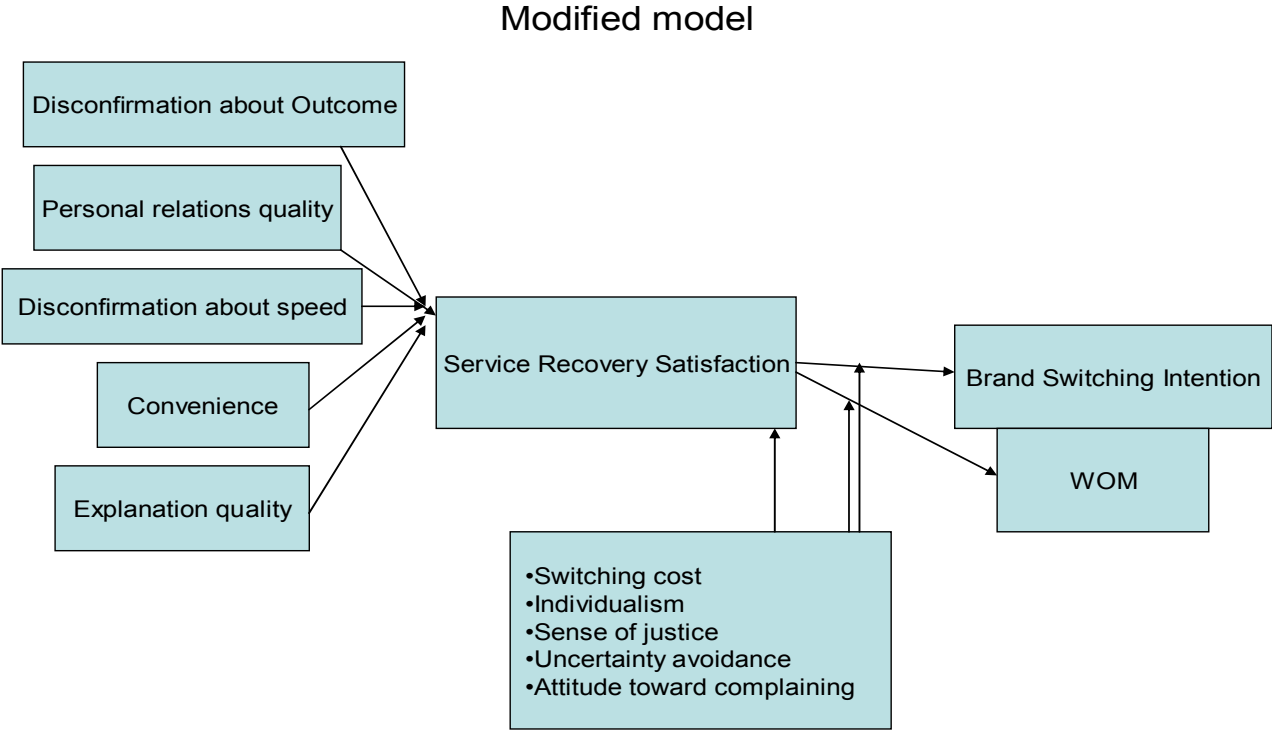 Modified model
Disconfirmation about Outcome
Personal relations quality
Disconfirmation about speed
Convenience
Explanation quality
Service Recovery Satisfaction
Brand Switching Intention
WOM
•Switching cost
•Individualism
•Sense of justice
•Uncertainty avoidance
•Attitude toward complaining